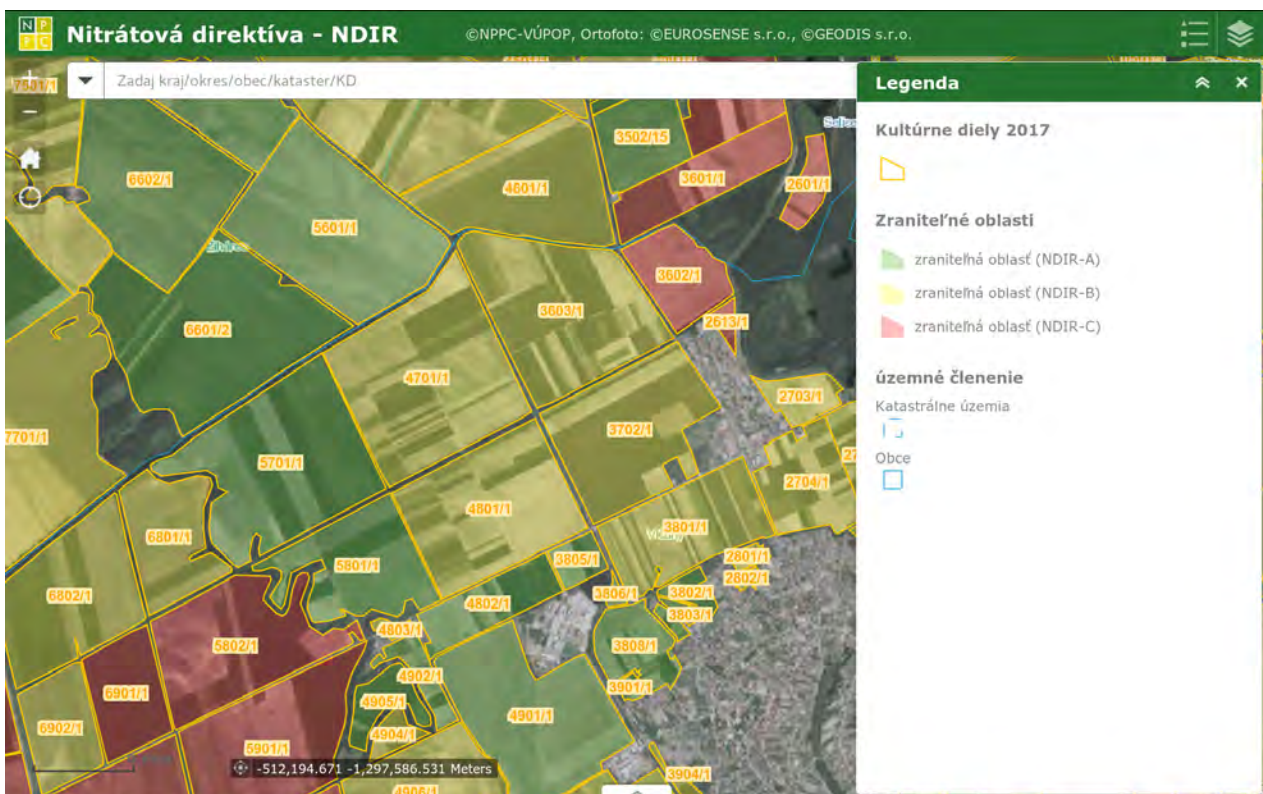 N P
P C
Nitrátová direktíva - NDIR
©NPPC-VÚPOP, Ortofoto: ©EUROSENSE s.r.o., ©GEODIS s.r.o.
Zadaj kraj/okres/obec/kataster/KD
7501/1
3502/15
6602/1
4601/1
3601/1
2601/1
5601/1
3602/1
3603/1
6601/2
2613/1
4701/1
2703/1
3702/1
7701/1
5701/1
2704/1
4801/1
3801/1
6801/1
2801/1
3805/1
5801/1
2802/1
3806/1
3802/1
6802/1
4802/1
3803/1
4803/1
5802/1
3808/1
4902/1
3901/1
6901/1
4905/1
4901/1
6902/1
4904/1
5901/1
3904/1
-512,194.671 -1,297,586.531 Meters
Legenda
Kultúrne diely 2017
Zraniteľné oblasti
zraniteľná oblasť (NDIR-A)
zraniteľná oblasť (NDIR-B)
zraniteľná oblasť (NDIR-C)
územné členenie
Katastrálne územia
Obce